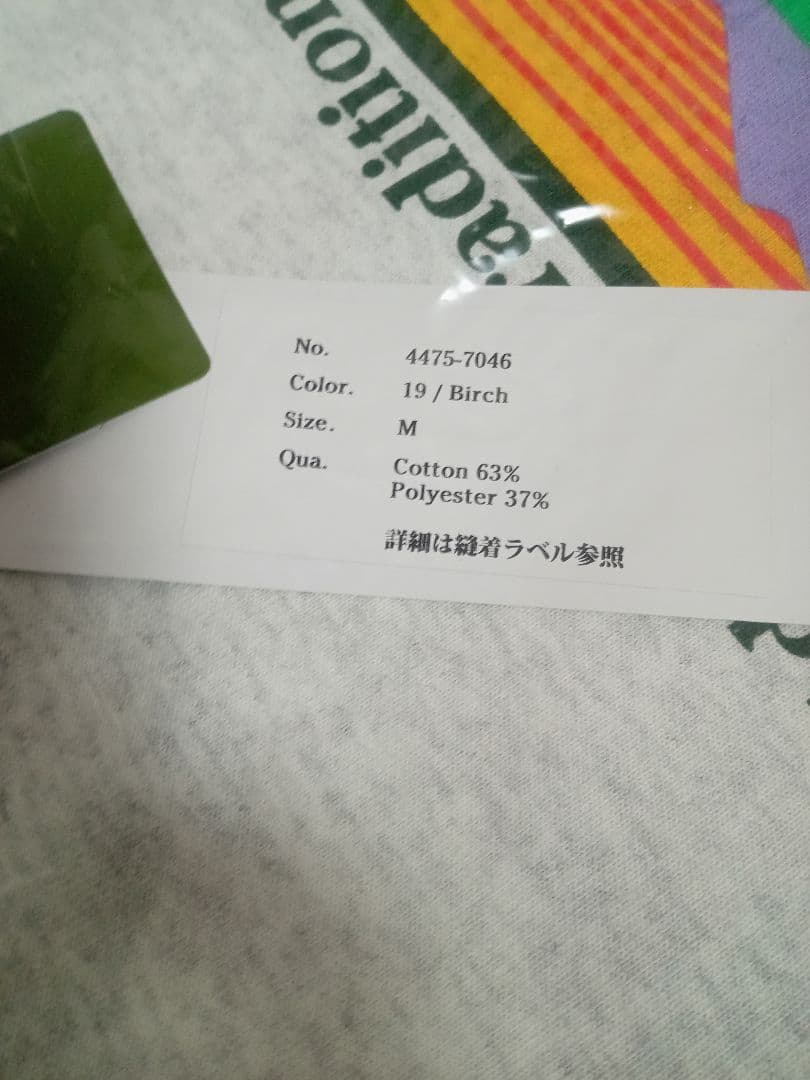 Tradition
No. 4475-7046
Color. 19 / Birch
Size. M
Qua. Cotton 63%
Polyester 37%
詳細は縫着ラベル参照